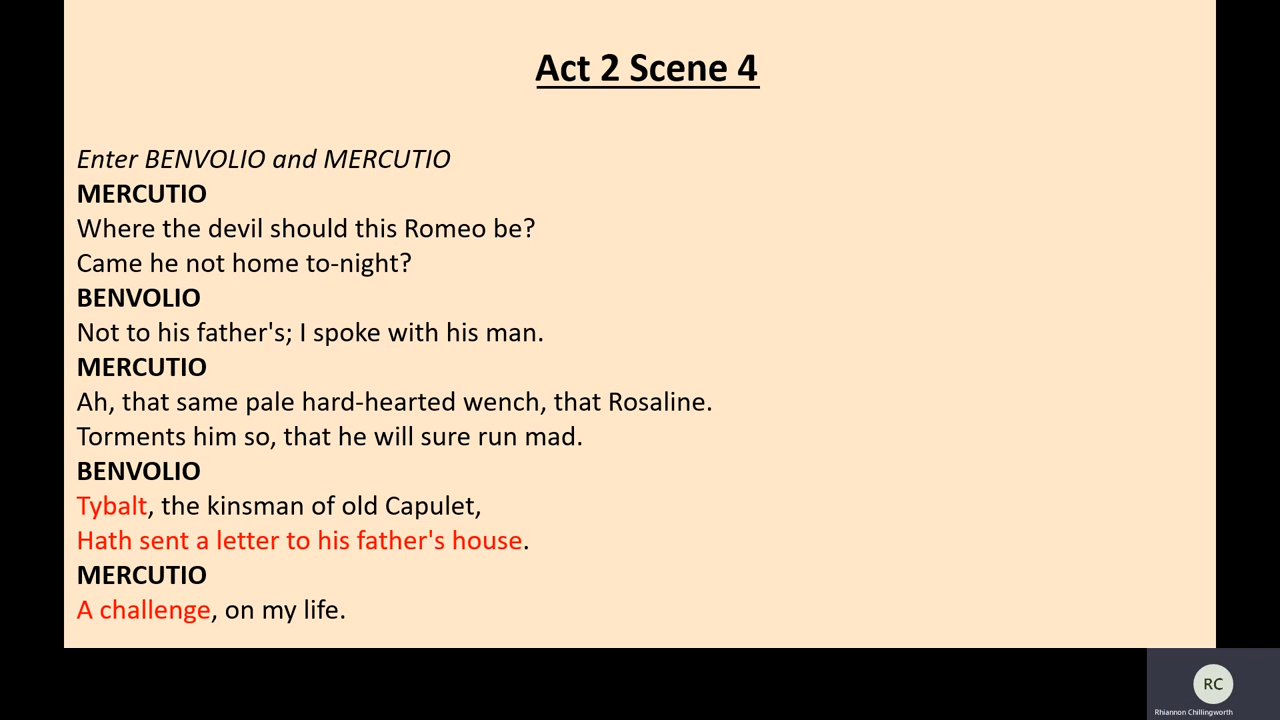 Act 2 Scene 4
Enter BENVOLIO and MERCUTIO
MERCUTIO
Where the devil should this Romeo be?
Came he not home to-night?
BENVOLIO
Not to his father's; I spoke with his man.
MERCUTIO
Ah, that same pale hard-hearted wench, that Rosaline.
Torments him so, that he will sure run mad.
BENVOLIO
Tybalt, the kinsman of old Capulet,
Hath sent a letter to his father's house.
MERCUTIO
A challenge, on my life.
RC
Rhiannon Chillingworth